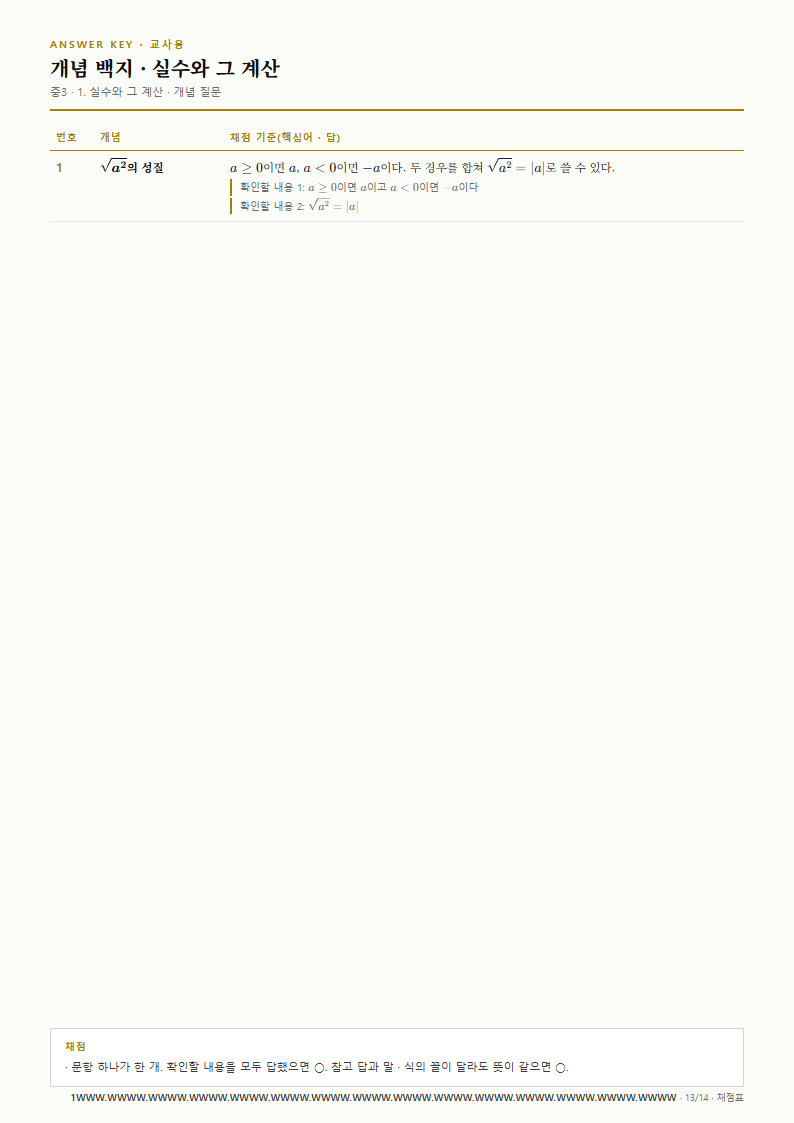 ANSWER KEY · 교사용
개념 백지 · 실수와 그 계산
중3 · 1. 실수와 그 계산 · 개념 질문
번호 개념 채점 기준(핵심어 · 답)
1 √a²의 성질 a ≥ 0이면 a, a < 0이면 −a이다. 두 경우를 합쳐 √a² = |a|로 쓸 수 있다.
확인할 내용 1: a ≥ 0이면 a이고 a < 0이면 −a이다
확인할 내용 2: √a² = |a|
채점
· 문항 하나가 한 개. 확인할 내용을 모두 답했으면 ○. 참고 답과 말 · 식의 꼴이 달라도 뜻이 같으면 ○.
1WWW.WWWW.WWWW.WWWW.WWWW.WWWW.WWWW.WWWW.WWWW.WWWW.WWWW.WWWW.WWWW.WWWW.WWWW · 13/14 · 채점표